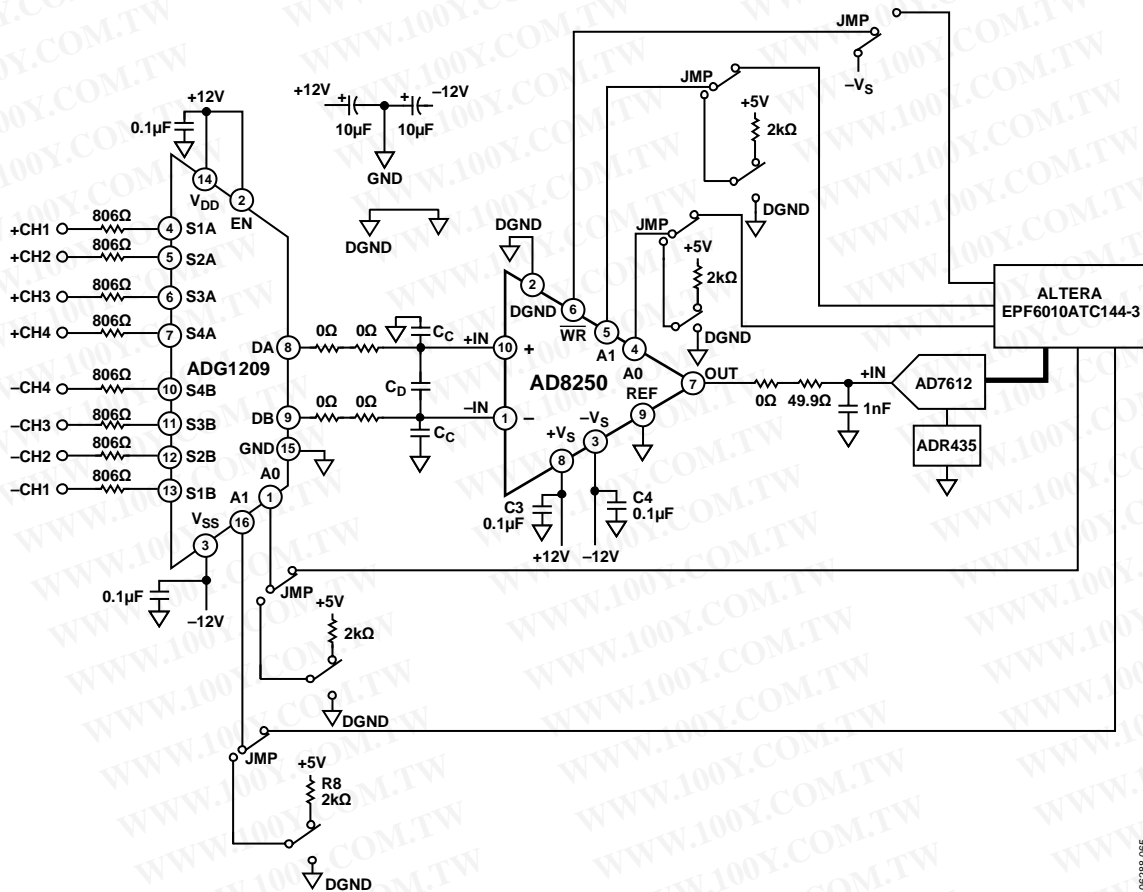 JMP
–VS
JMP
+5V
2kΩ
DGND
+12V
0.1µF
+12V
–12V
10µF
10µF
GND
DGND
14
VDD
2
EN
+CH1
806Ω
4
S1A
+CH2
806Ω
5
S2A
+CH3
806Ω
6
S3A
+CH4
806Ω
7
S4A
ADG1209
–CH4
806Ω
10
S4B
–CH3
806Ω
11
S3B
–CH2
806Ω
12
S2B
–CH1
806Ω
13
S1B
DA
8
0Ω
0Ω
DB
9
0Ω
0Ω
GND
15
A0
1
A1
16
VSS
3
0.1µF
–12V
CC
CD
CC
+IN
–IN
DGND
2
DGND
6
WR
5
A1
4
A0
10
+
1
–
AD8250
7
OUT
REF
9
–VS
3
+VS
8
C3
0.1µF
C4
0.1µF
+12V
–12V
JMP
+5V
2kΩ
DGND
0Ω
49.9Ω
1nF
+IN
AD7612
ADR435
ALTERA
EPF6010ATC144-3
JMP
+5V
2kΩ
DGND
JMP
+5V
R8
2kΩ
DGND
06288-065
WWW.100Y.COM.TW